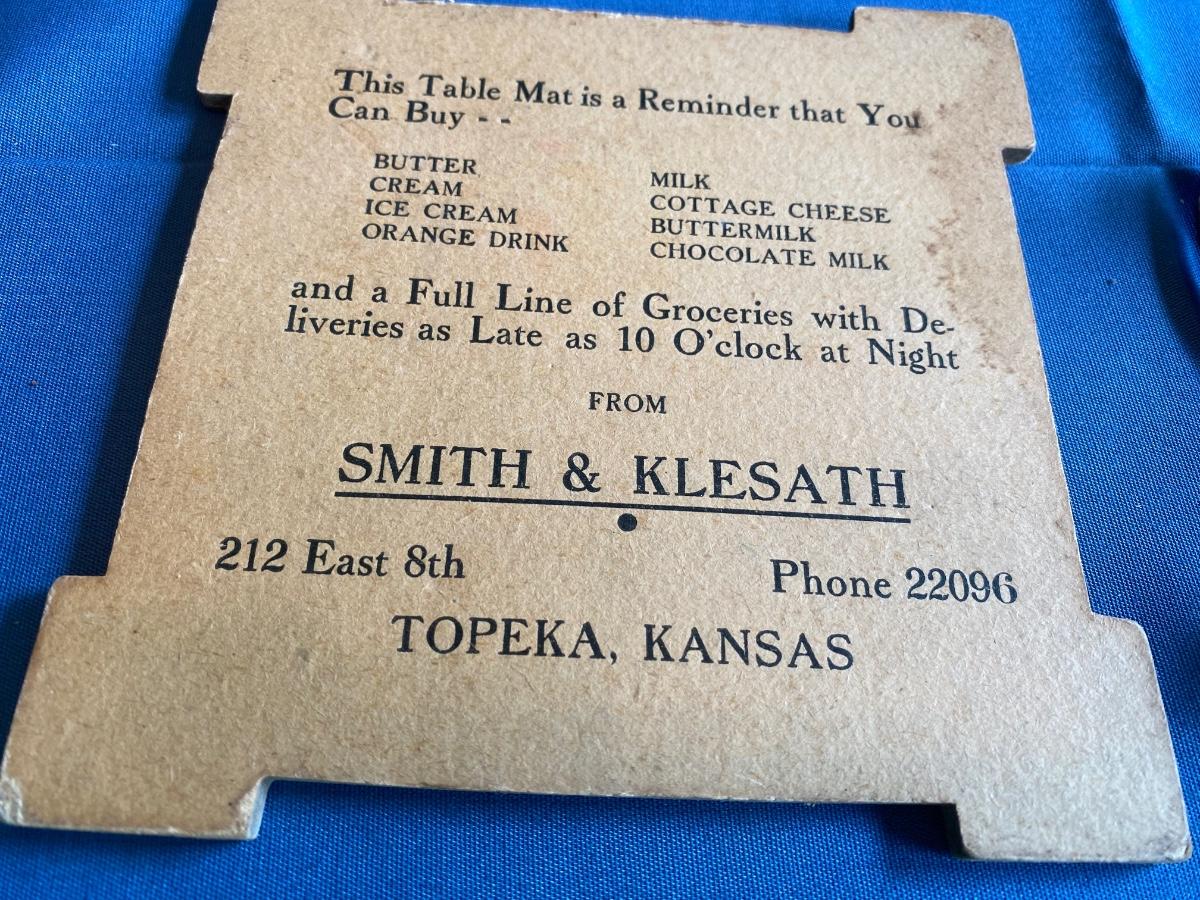 This Table Mat is a Reminder that You
Can Buy - -
BUTTER
CREAM
ICE CREAM
ORANGE DRINK
MILK
COTTAGE CHEESE
BUTTERMILK
CHOCOLATE MILK
and a Full Line of Groceries with De-
liveries as Late as 10 O'clock at Night
FROM
SMITH & KLESATH
212 East 8th
Phone 22096
TOPEKA, KANSAS